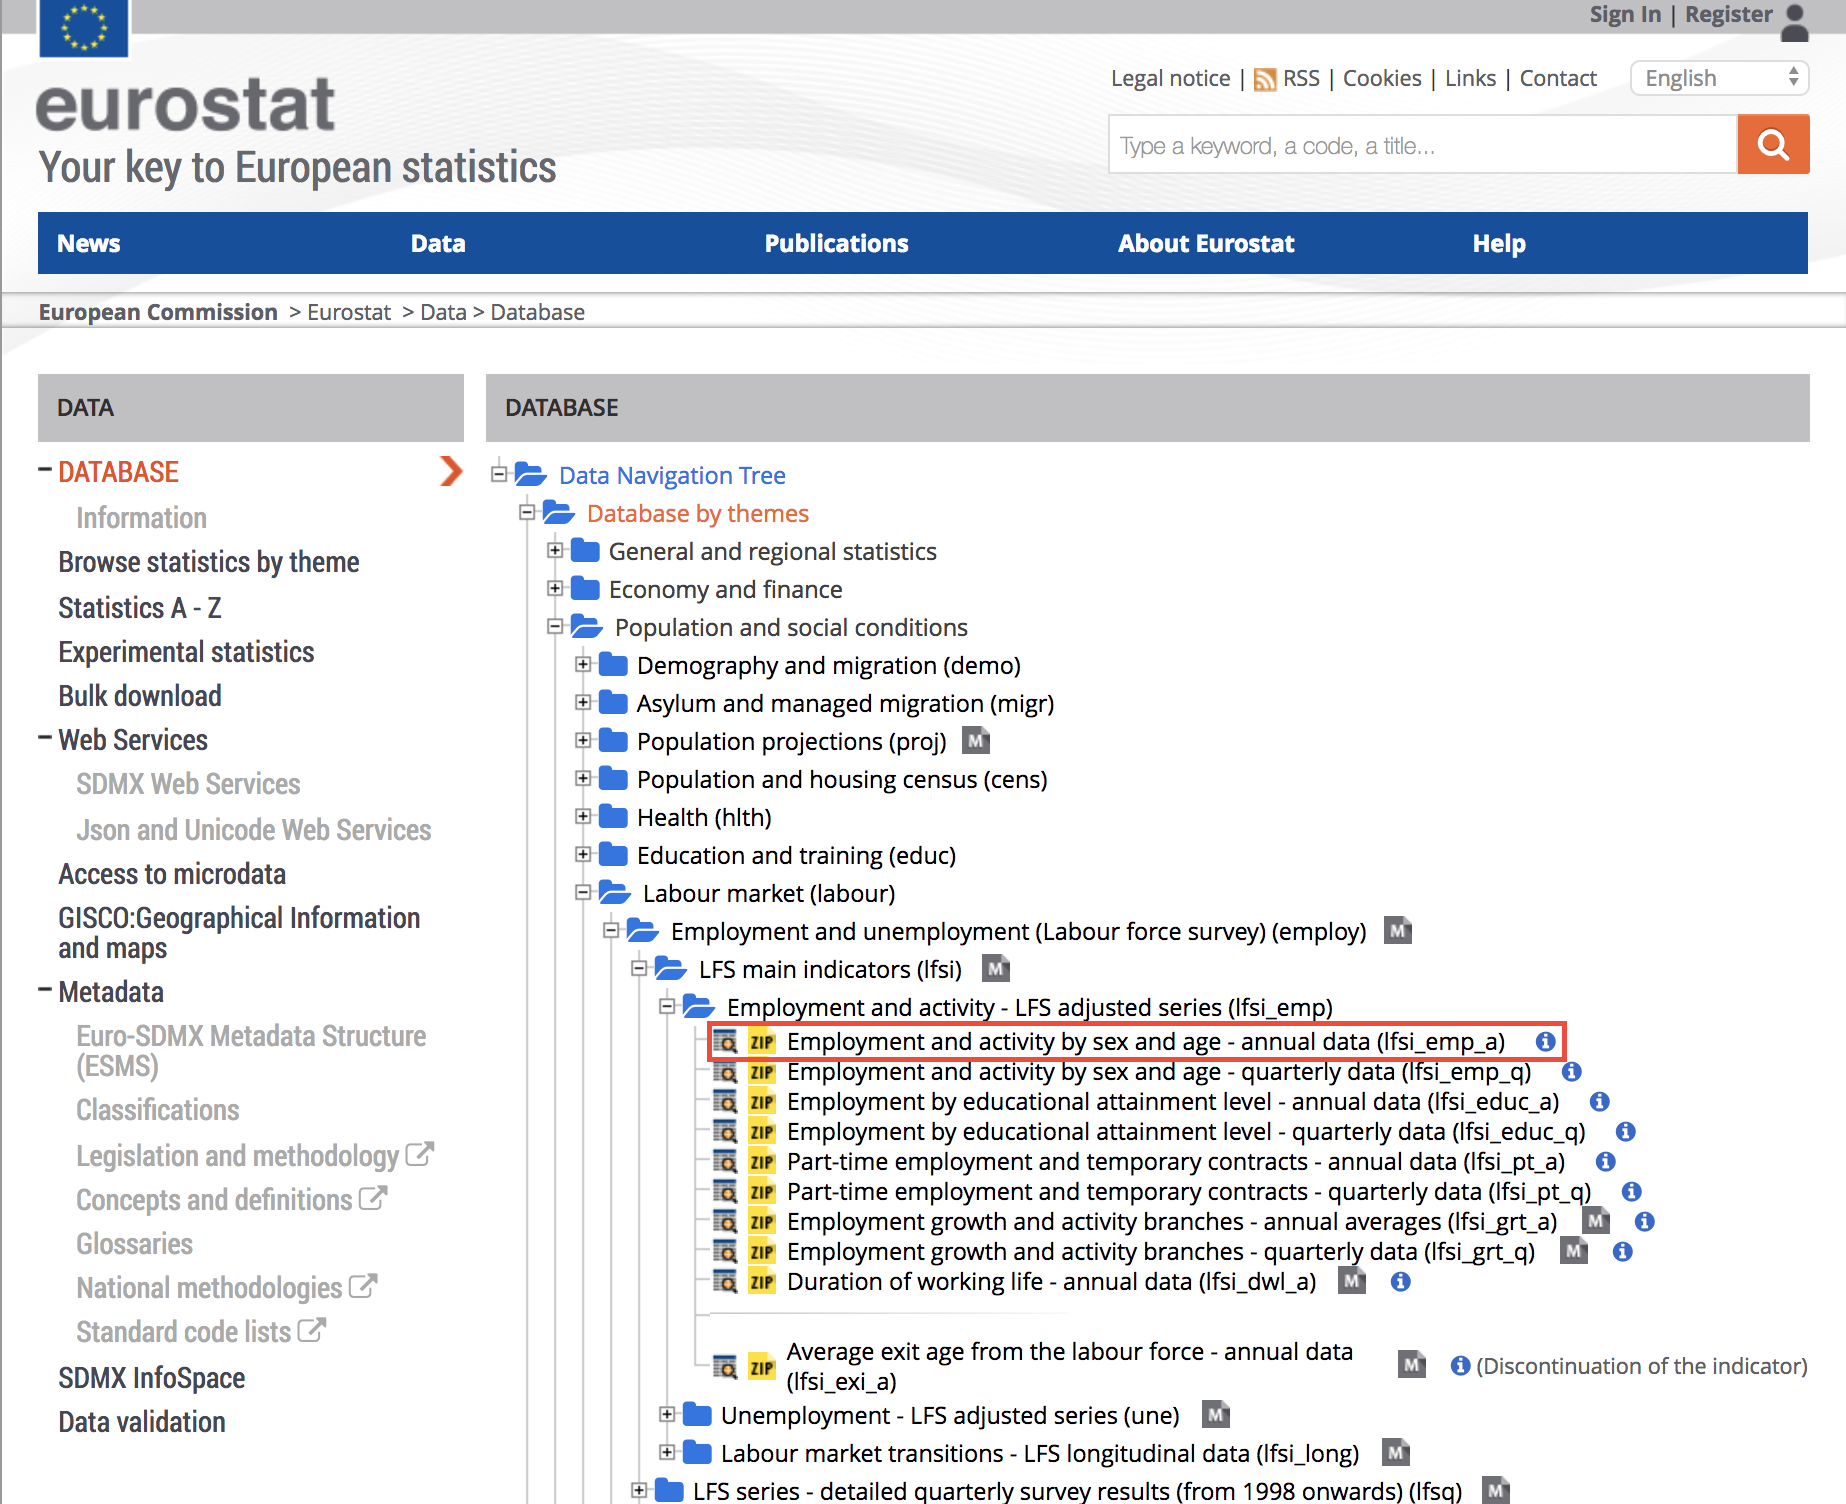 Sign In | Register
Legal notice | RSS | Cookies | Links | Contact English
eurostat
Your key to European statistics
Type a keyword, a code, a title...
News Data Publications About Eurostat Help
European Commission > Eurostat > Data > Database
DATA
DATABASE
Information
Browse statistics by theme
Statistics A - Z
Experimental statistics
Bulk download
Web Services
SDMX Web Services
Json and Unicode Web Services
Access to microdata
GISCO:Geographical Information
and maps
Metadata
Euro-SDMX Metadata Structure
(ESMS)
Classifications
Legislation and methodology
Concepts and definitions
Glossaries
National methodologies
Standard code lists
SDMX InfoSpace
Data validation
DATABASE
Data Navigation Tree
Database by themes
General and regional statistics
Economy and finance
Population and social conditions
Demography and migration (demo)
Asylum and managed migration (migr)
Population projections (proj) M
Population and housing census (cens)
Health (hlth)
Education and training (educ)
Labour market (labour)
Employment and unemployment (Labour force survey) (employ) M
LFS main indicators (lfsi) M
Employment and activity - LFS adjusted series (lfsi_emp)
ZIP Employment and activity by sex and age - annual data (lfsi_emp_a) i
ZIP Employment and activity by sex and age - quarterly data (lfsi_emp_q) i
ZIP Employment by educational attainment level - annual data (lfsi_educ_a) i
ZIP Employment by educational attainment level - quarterly data (lfsi_educ_q) i
ZIP Part-time employment and temporary contracts - annual data (lfsi_pt_a) i
ZIP Part-time employment and temporary contracts - quarterly data (lfsi_pt_q) i
ZIP Employment growth and activity branches - annual averages (lfsi_grt_a) M i
ZIP Employment growth and activity branches - quarterly data (lfsi_grt_q) M i
ZIP Duration of working life - annual data (lfsi_dwl_a) M i
ZIP Average exit age from the labour force - annual data
(lfsi_exi_a) M i (Discontinuation of the indicator)
Unemployment - LFS adjusted series (une) M
Labour market transitions - LFS longitudinal data (lfsi_long) M
LFS series - detailed quarterly survey results (from 1998 onwards) (lfsq) M